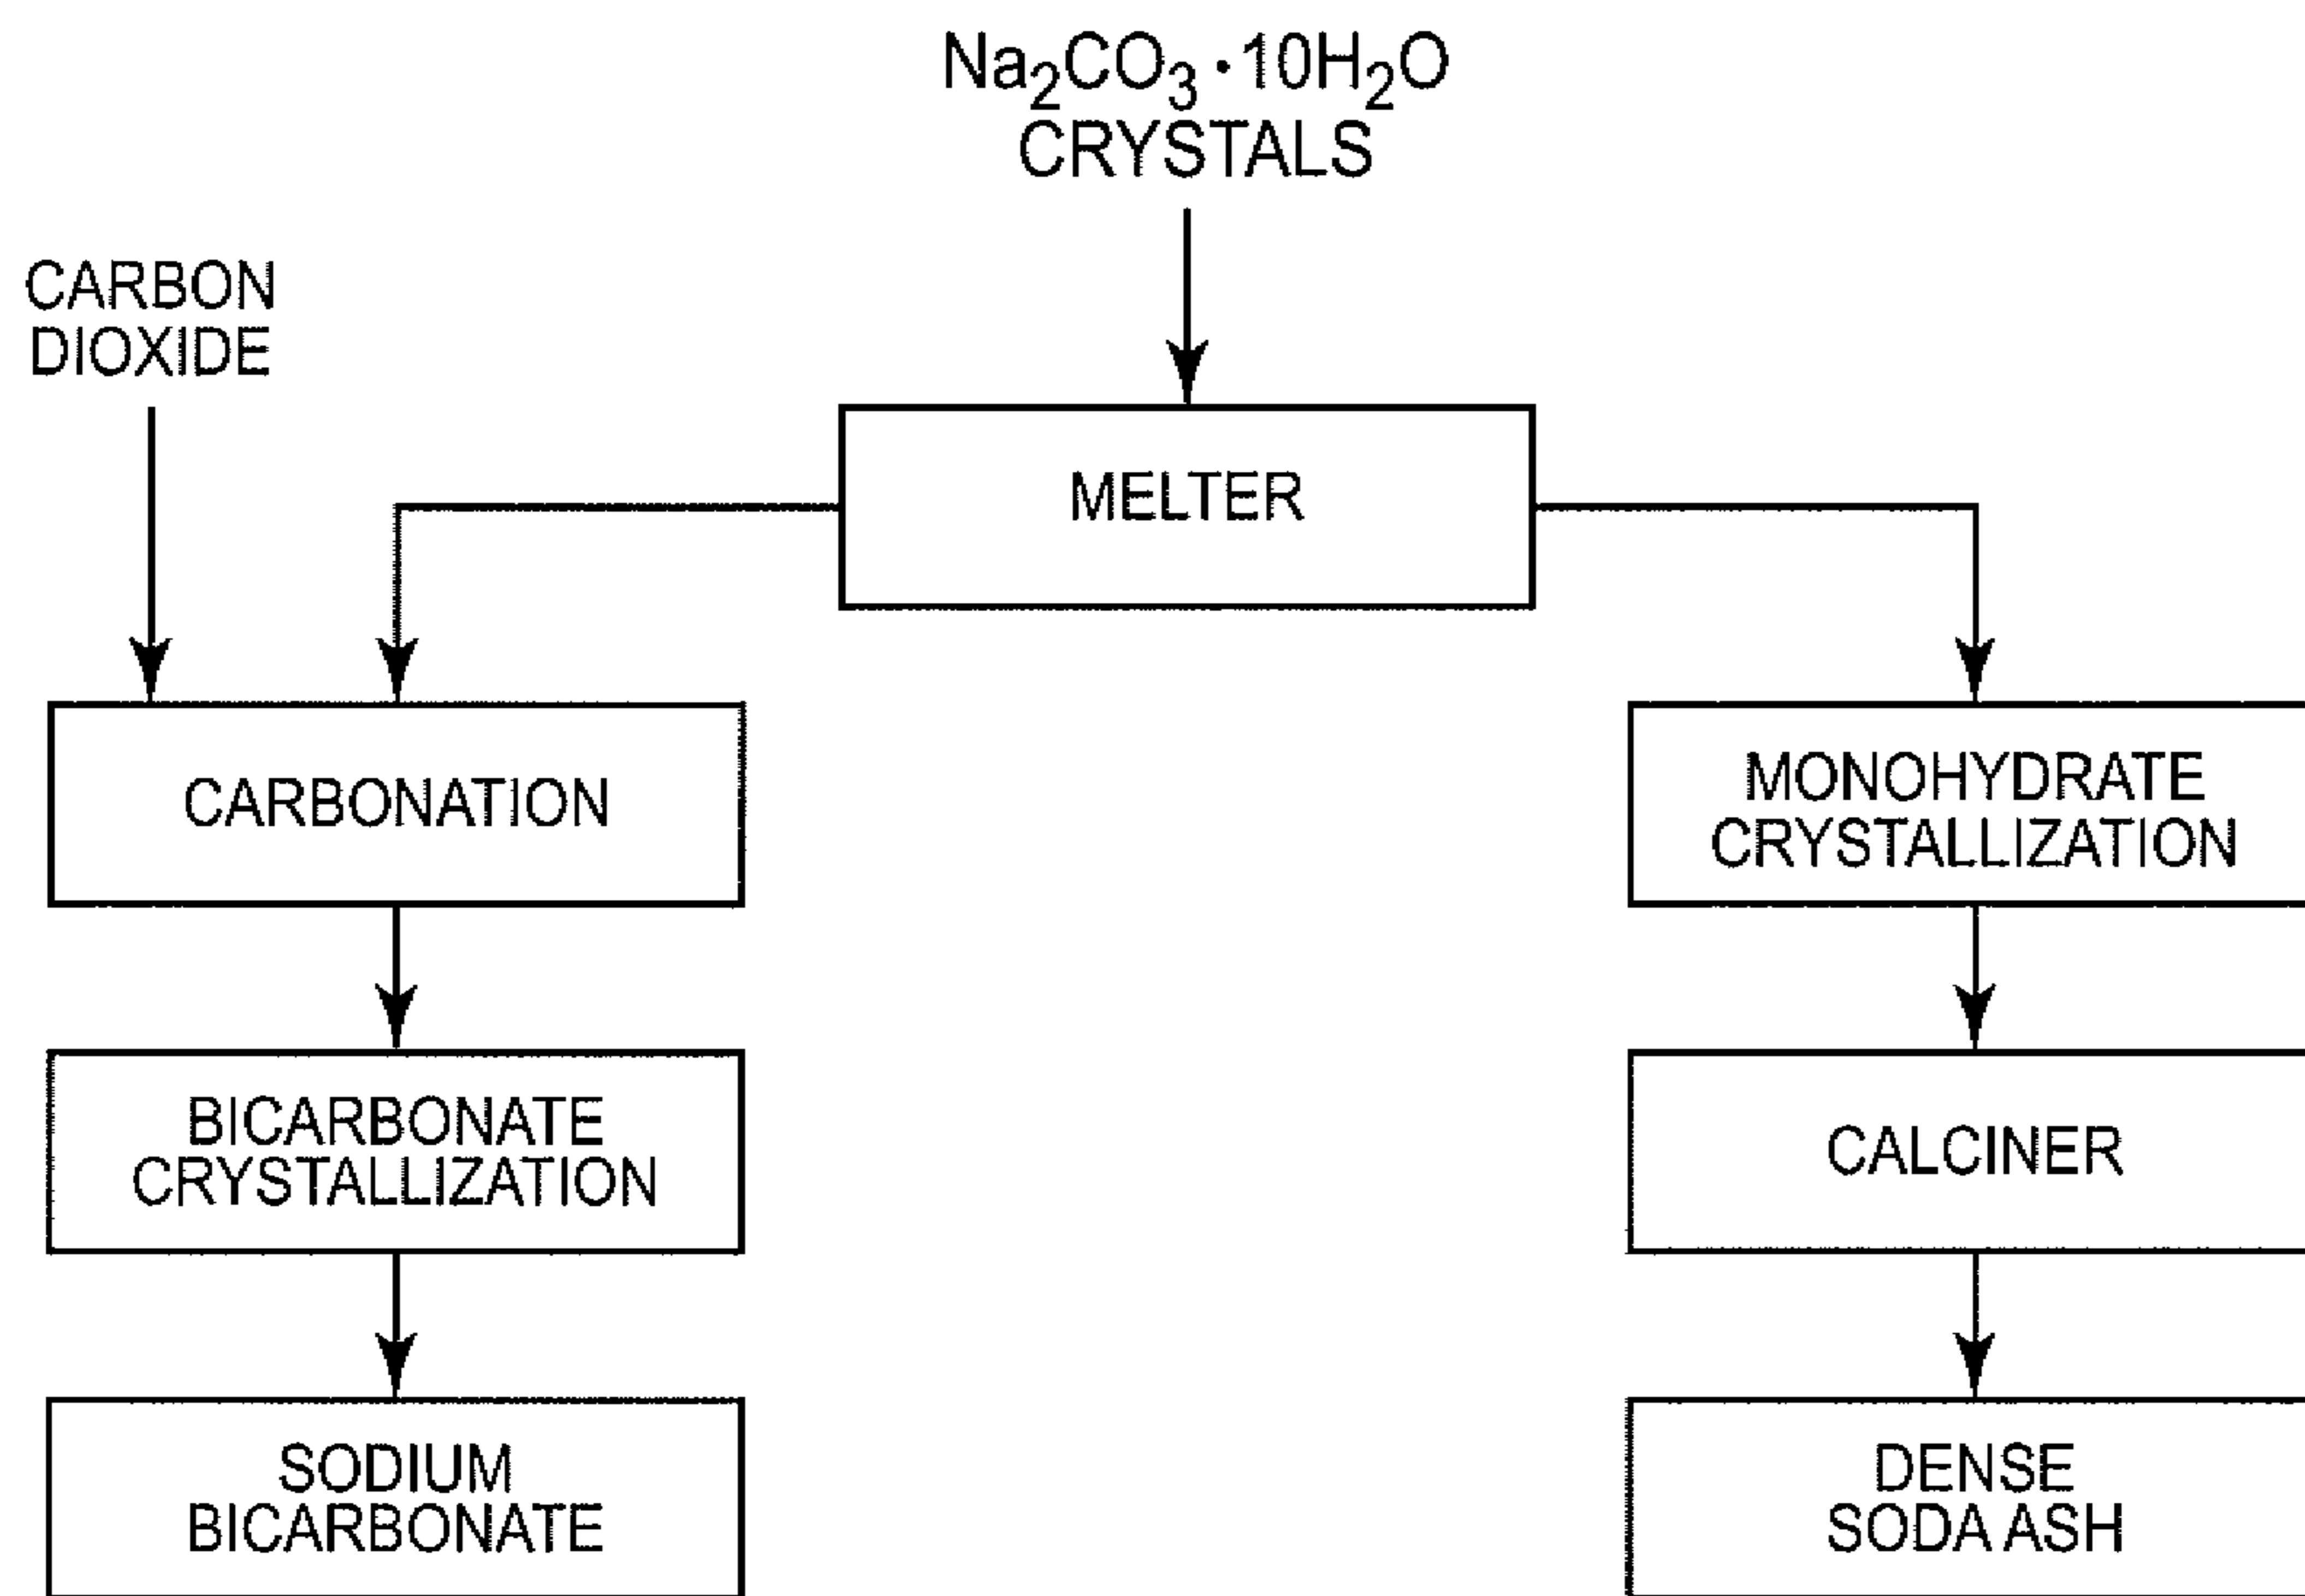 Na₂CO₃·10H₂O
CRYSTALS
CARBON
DIOXIDE
MELTER
CARBONATION
MONOHYDRATE
CRYSTALLIZATION
BICARBONATE
CRYSTALLIZATION
CALCINER
SODIUM
BICARBONATE
DENSE
SODA ASH